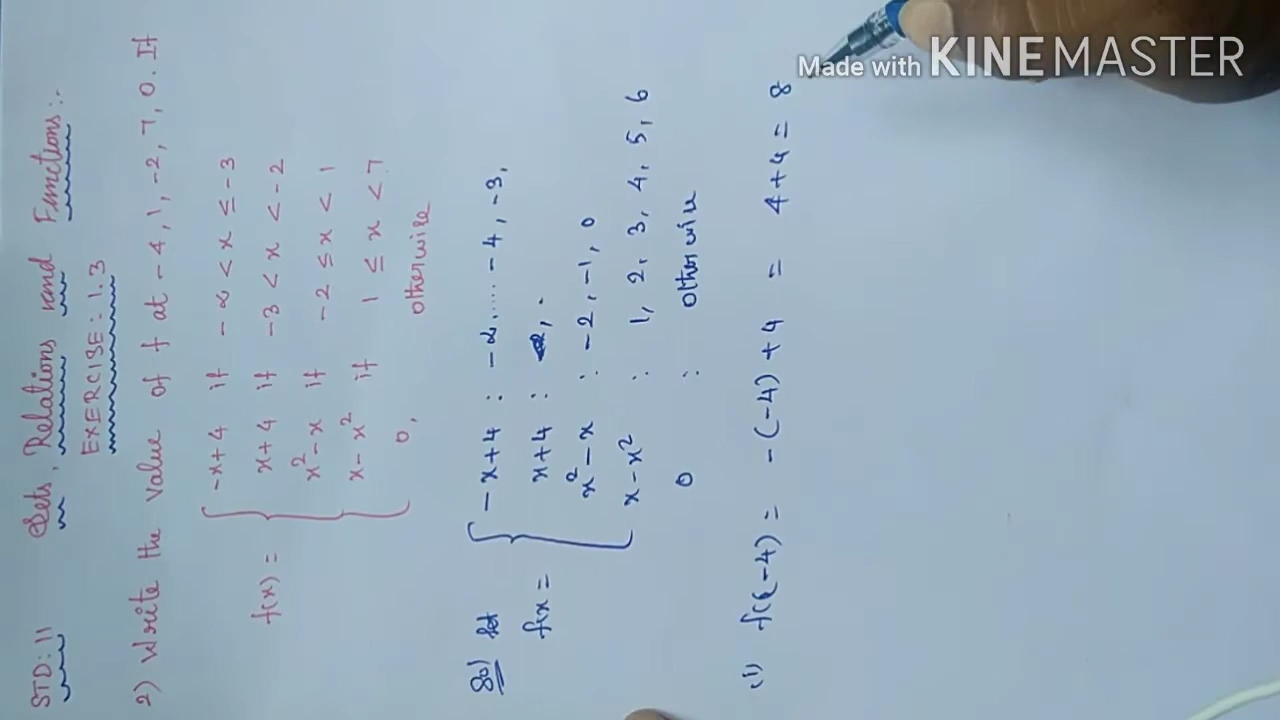 STD: 11 Sets, Relations and Functions:-
EXERCISE: 1.3
2) Write the value of f at -4, 1, -2, 7, 0. If
f(x) = { -x+4 if -∞ < x ≤ -3
x+4 if -3 < x < -2
x²-x if -2 ≤ x < 1
x-x² if 1 ≤ x < 7
0, otherwise
Sol let
f(x) = { -x+4 : -∞,.... -4, -3,
x+4 :
x²-x : -2, -1, 0
x-x² : 1, 2, 3, 4, 5, 6
0 : otherwise
(i) f(-4) = -(-4)+4 = 4+4 = 8
Made with KINEMASTER